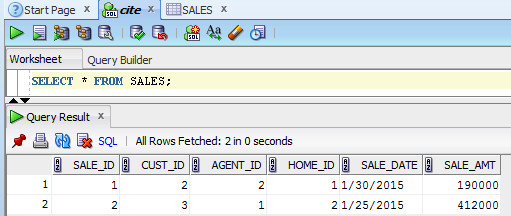 Start Page x cite x SALES x
Worksheet Query Builder
SELECT * FROM SALES;
Query Result x
SQL | All Rows Fetched: 2 in 0 seconds
SALE_ID CUST_ID AGENT_ID HOME_ID SALE_DATE SALE_AMT
1 1 2 2 1 1/30/2015 190000
2 2 3 1 2 1/25/2015 412000